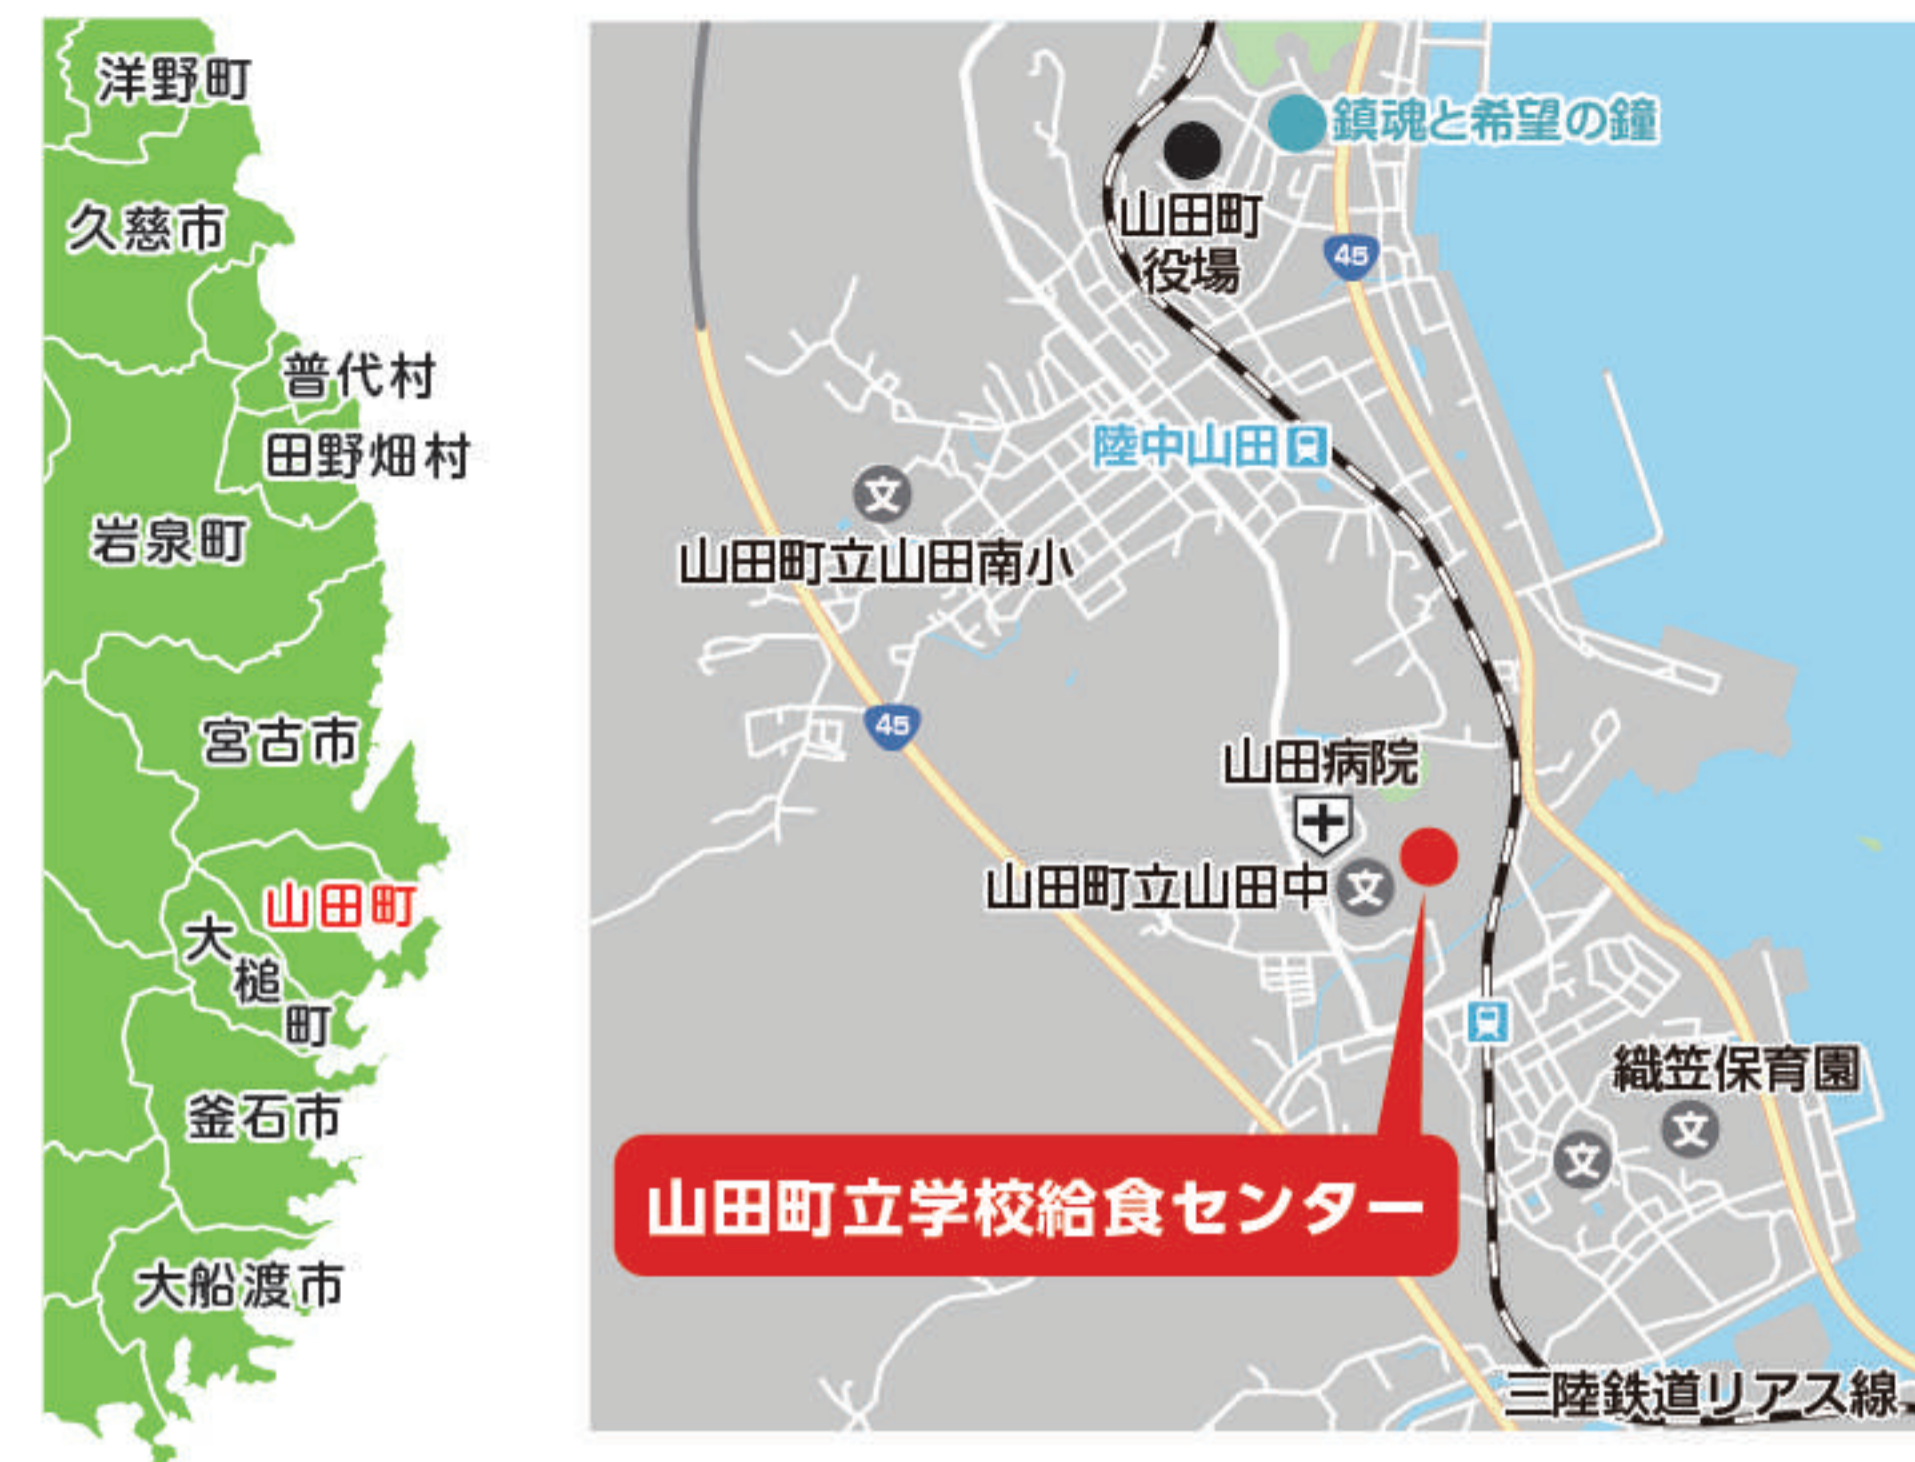 洋野町
久慈市
普代村
田野畑村
岩泉町
宮古市
山田町
大槌町
釜石市
大船渡市
鎮魂と希望の鐘
山田町
役場
45
陸中山田
文
山田町立山田南小
45
山田病院
山田町立山田中
文
織笠保育園
文
文
山田町立学校給食センター
三陸鉄道リアス線